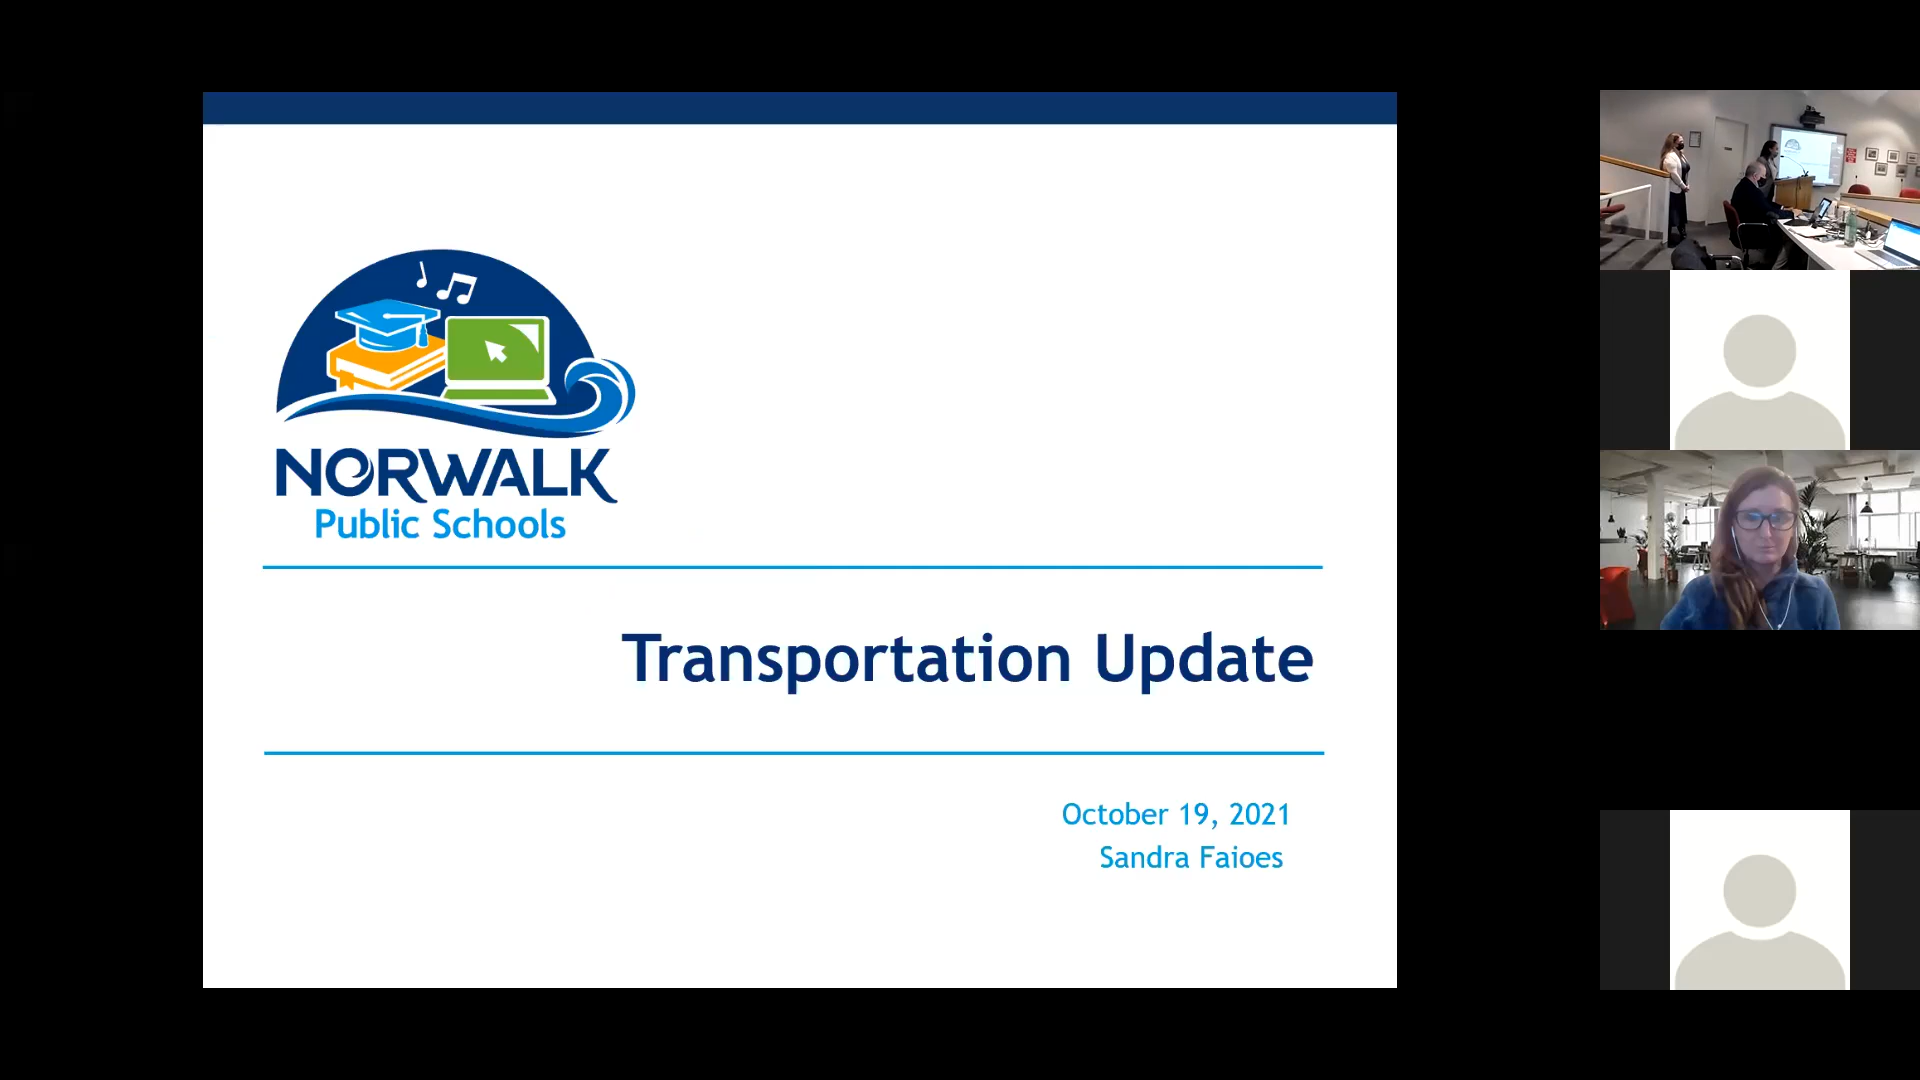 NORWALK
Public Schools
Transportation Update
October 19, 2021
Sandra Faioes